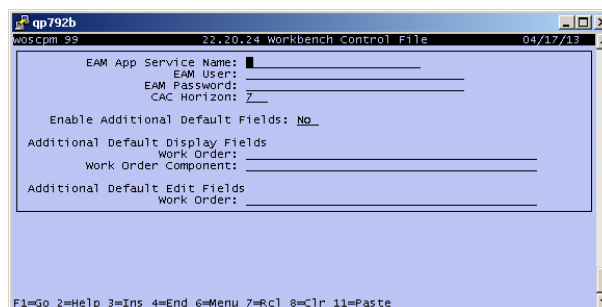 qp792b
woscpm 99 22.20.24 Workbench Control File 04/17/13
EAM App Service Name:
EAM User:
EAM Password:
CAC Horizon: 7
Enable Additional Default Fields: No
Additional Default Display Fields
Work Order:
Work Order Component:
Additional Default Edit Fields
Work Order:
F1=Go 2=Help 3=Ins 4=End 6=Menu 7=Rcl 8=Clr 11=Paste